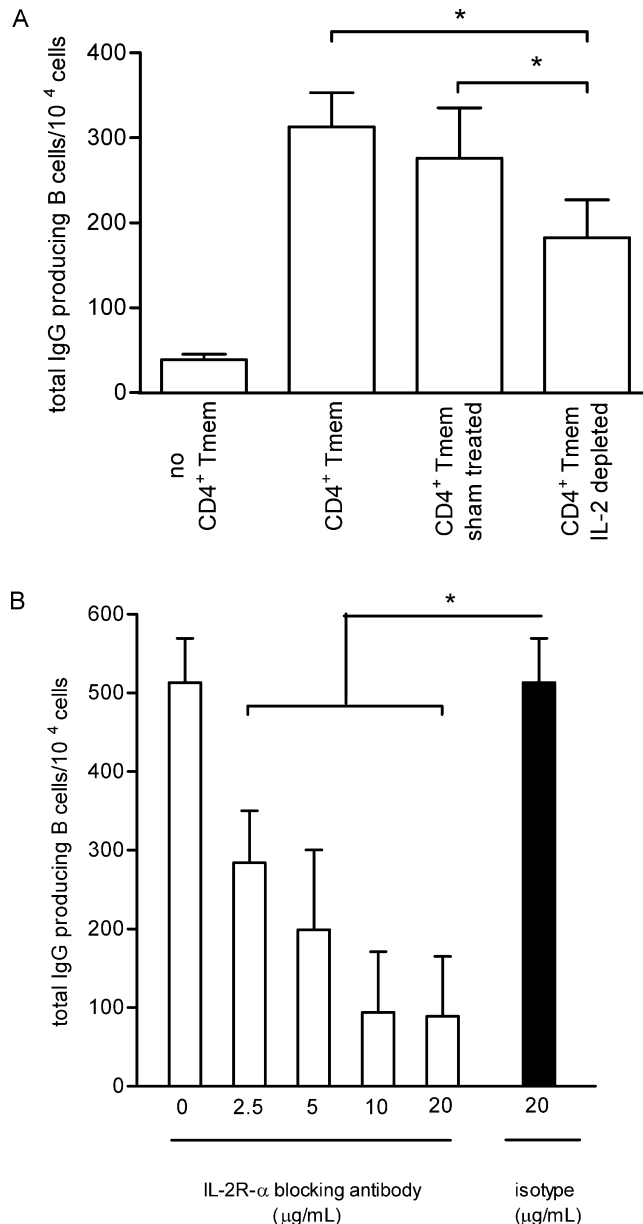 A
*
*
400
300
200
100
0
total IgG producing B cells/10 4 cells
no
CD4+ Tmem
CD4+ Tmem
CD4+ Tmem
sham treated
CD4+ Tmem
IL-2 depleted
B
*
600
500
400
300
200
100
0
total IgG producing B cells/10 4 cells
0 2.5 5 10 20 20
IL-2R-α blocking antibody isotype
(μg/mL) (μg/mL)